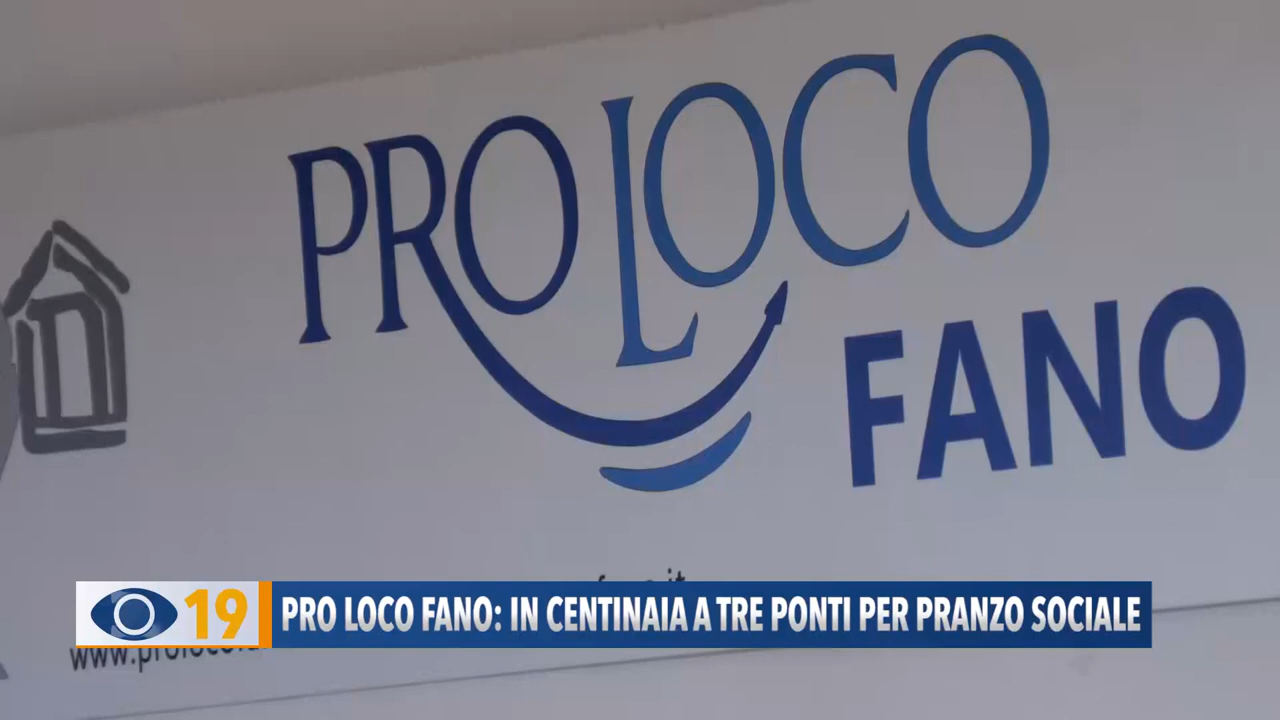 PRO LOCO
FANO
19 PRO LOCO FANO: IN CENTINAIA A TRE PONTI PER PRANZO SOCIALE